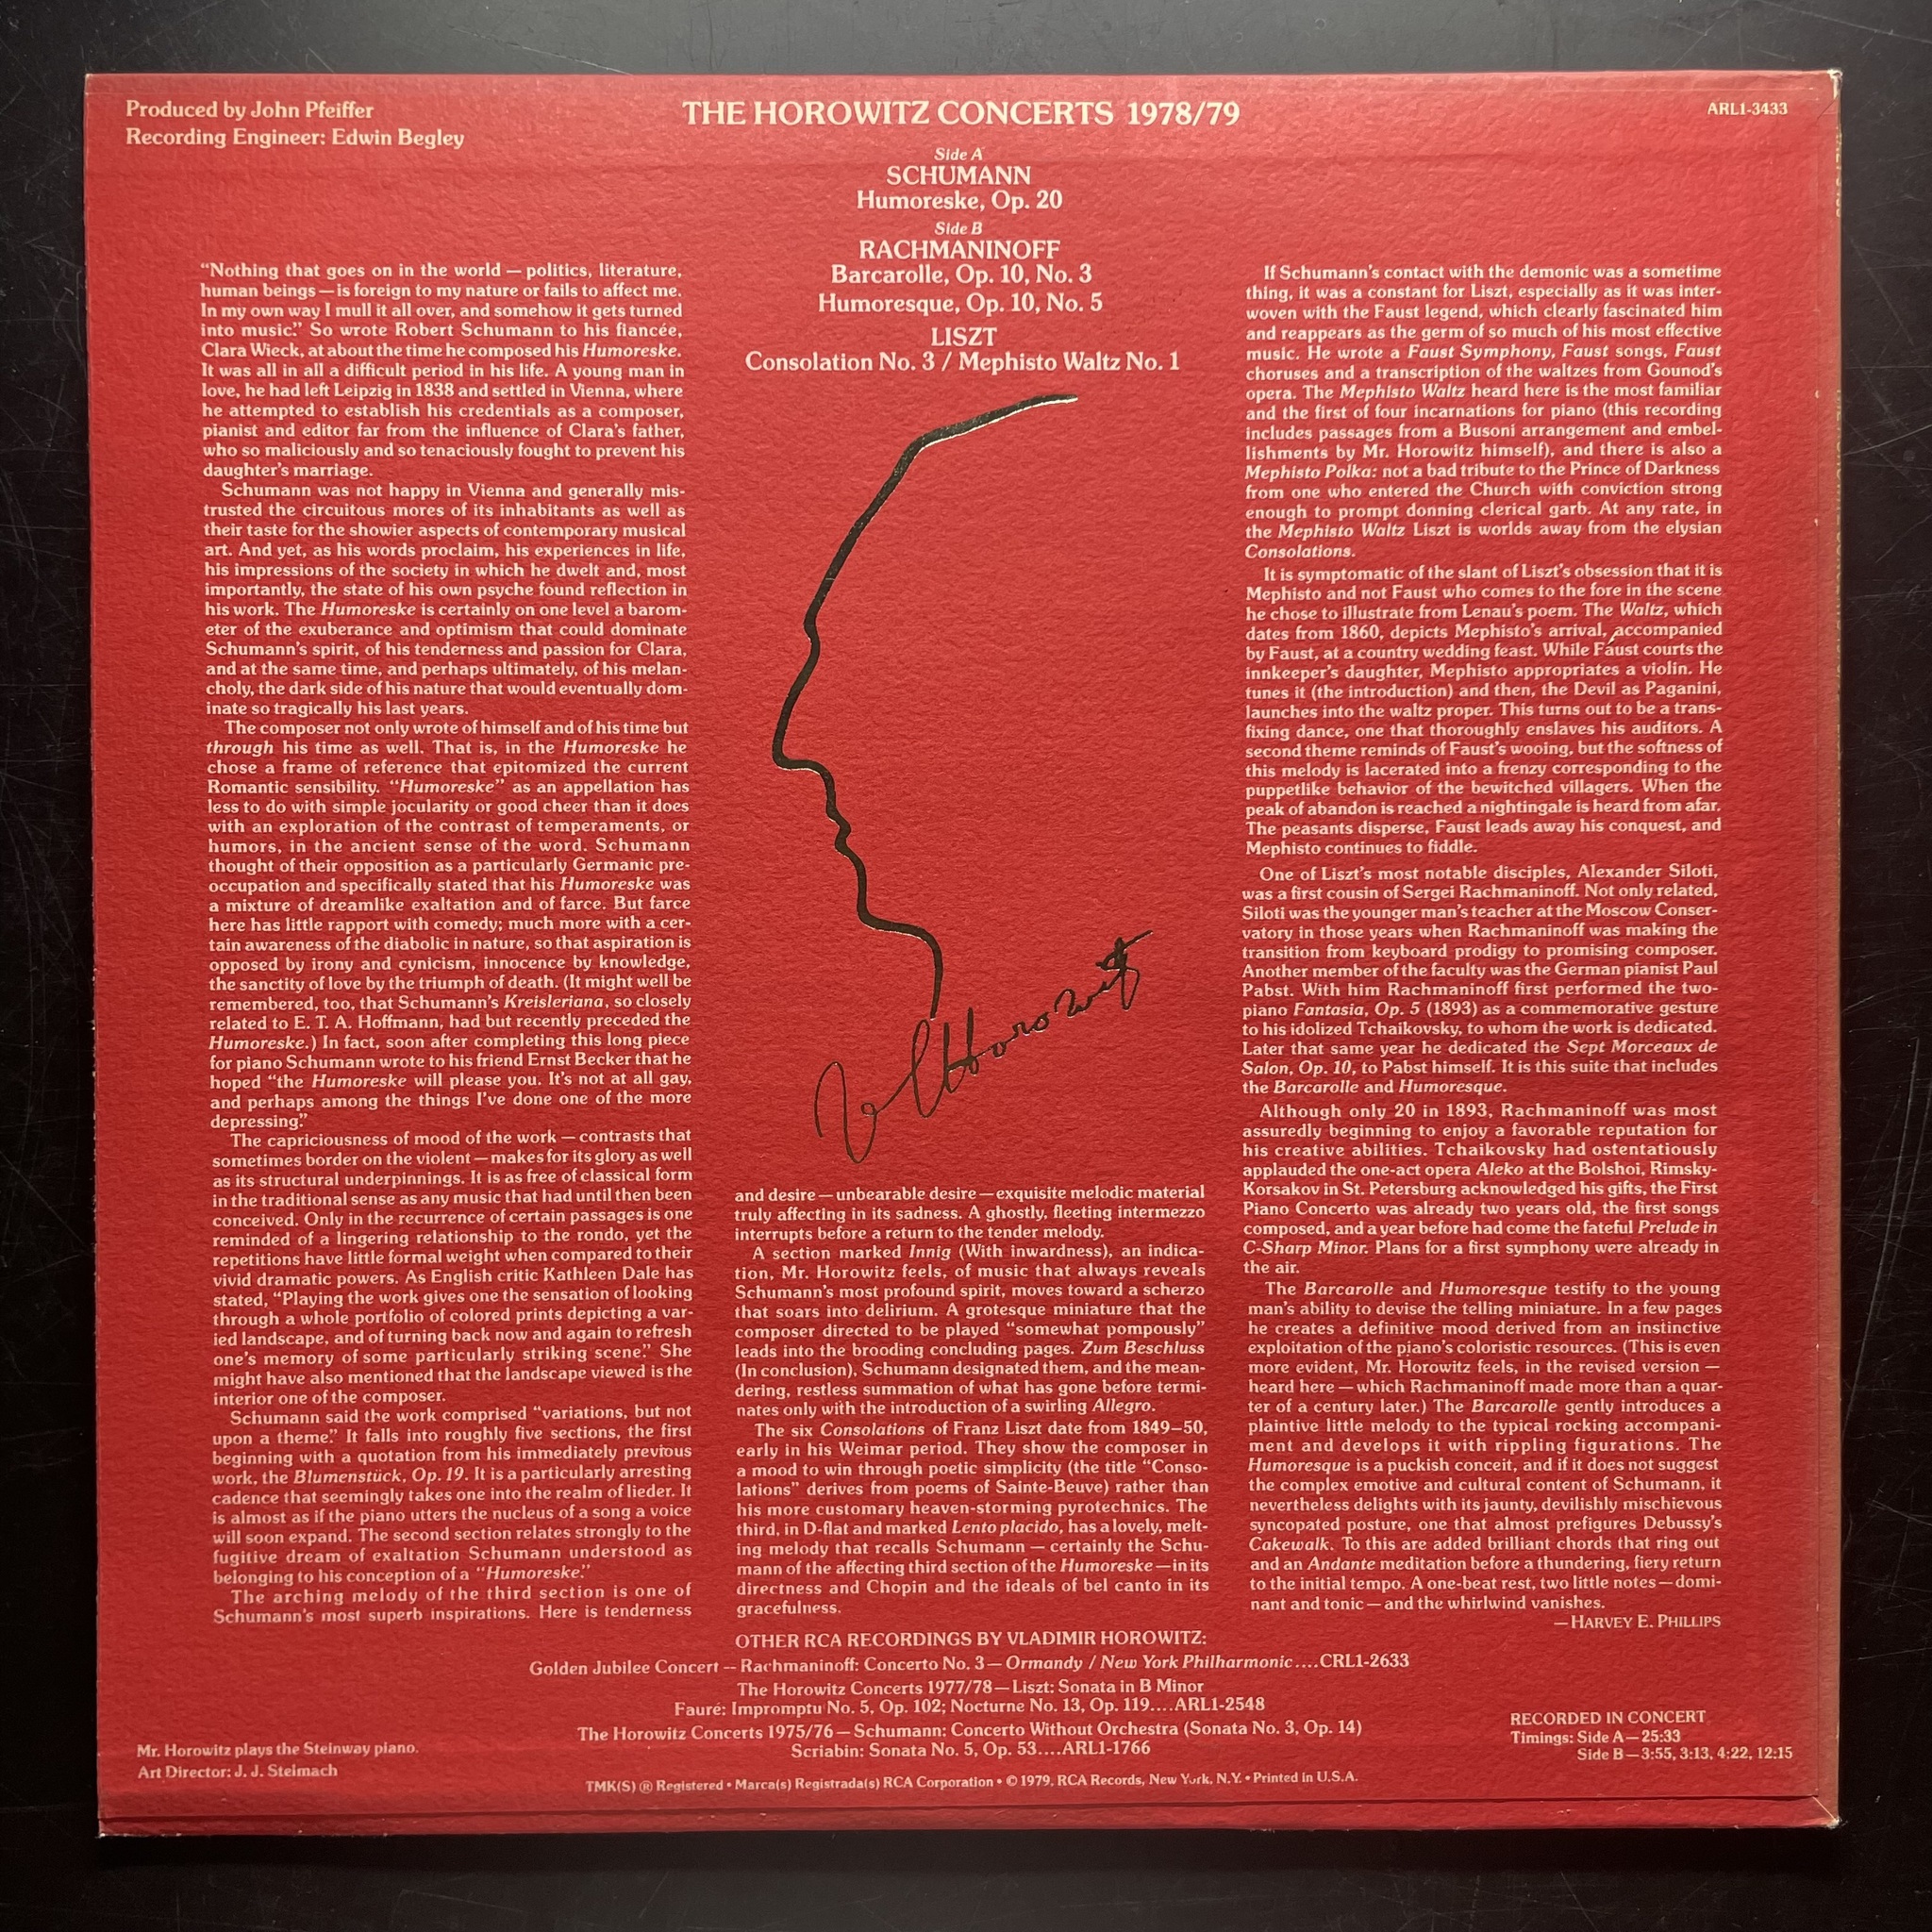 Produced by John Pfeiffer
Recording Engineer: Edwin Begley
THE HOROWITZ CONCERTS 1978/79
ARL1-3433
Side A
SCHUMANN
Humoreske, Op. 20
Side B
RACHMANINOFF
Barcarolle, Op. 10, No. 3
Humoresque, Op. 10, No. 5
LISZT
Consolation No. 3 / Mephisto Waltz No. 1
“Nothing that goes on in the world — politics, literature,
human beings — is foreign to my nature or fails to affect me.
In my own way I mull it all over, and somehow it gets turned
into music.” So wrote Robert Schumann to his fiancée,
Clara Wieck, at about the time he composed his Humoreske.
It was all in all a difficult period in his life. A young man in
love, he had left Leipzig in 1838 and settled in Vienna, where
he attempted to establish his credentials as a composer,
pianist and editor far from the influence of Clara’s father,
who so maliciously and so tenaciously fought to prevent his
daughter’s marriage.
Schumann was not happy in Vienna and generally mis-
trusted the circuitous mores of its inhabitants as well as
their taste for the showier aspects of contemporary musical
art. And yet, as his words proclaim, his experiences in life,
his impressions of the society in which he dwelt and, most
importantly, the state of his own psyche found reflection in
his work. The Humoreske is certainly on one level a barom-
eter of the exuberance and optimism that could dominate
Schumann’s spirit, of his tenderness and passion for Clara,
and at the same time, and perhaps ultimately, of his melan-
choly, the dark side of his nature that would eventually dom-
inate so tragically his last years.
The composer not only wrote of himself and of his time but
through his time as well. That is, in the Humoreske he
chose a frame of reference that epitomized the current
Romantic sensibility. “Humoreske” as an appellation has
less to do with simple jocularity or good cheer than it does
with an exploration of the contrast of temperaments, or
humors, in the ancient sense of the word. Schumann
thought of their opposition as a particularly Germanic pre-
occupation and specifically stated that his Humoreske was
a mixture of dreamlike exaltation and of farce. But farce
here has little rapport with comedy; much more with a cer-
tain awareness of the diabolic in nature, so that aspiration is
opposed by irony and cynicism, innocence by knowledge,
the sanctity of love by the triumph of death. (It might well be
remembered, too, that Schumann’s Kreisleriana, so closely
related to E. T. A. Hoffmann, had but recently preceded the
Humoreske.) In fact, soon after completing this long piece
for piano Schumann wrote to his friend Ernst Becker that he
hoped “the Humoreske will please you. It’s not at all gay,
and perhaps among the things I’ve done one of the more
depressing.”
The capriciousness of mood of the work — contrasts that
sometimes border on the violent — makes for its glory as well
as its structural underpinnings. It is as free of classical form
in the traditional sense as any music that had until then been
conceived. Only in the recurrence of certain passages is one
reminded of a lingering relationship to the rondo, yet the
repetitions have little formal weight when compared to their
vivid dramatic powers. As English critic Kathleen Dale has
stated, “Playing the work gives one the sensation of looking
through a whole portfolio of colored prints depicting a var-
ied landscape, and of turning back now and again to refresh
one’s memory of some particularly striking scene.” She
might have also mentioned that the landscape viewed is the
interior one of the composer.
Schumann said the work comprised “variations, but not
upon a theme.” It falls into roughly five sections, the first
beginning with a quotation from his immediately previous
work, the Blumenstück, Op. 19. It is a particularly arresting
cadence that seemingly takes one into the realm of lieder. It
is almost as if the piano utters the nucleus of a song a voice
will soon expand. The second section relates strongly to the
fugitive dream of exaltation Schumann understood as
belonging to his conception of a “Humoreske.”
The arching melody of the third section is one of
Schumann’s most superb inspirations. Here is tenderness
Vl Horowitz
and desire — unbearable desire — exquisite melodic material
truly affecting in its sadness. A ghostly, fleeting intermezzo
interrupts before a return to the tender melody.
A section marked Innig (With inwardness), an indica-
tion, Mr. Horowitz feels, of music that always reveals
Schumann’s most profound spirit, moves toward a scherzo
that soars into delirium. A grotesque miniature that the
composer directed to be played “somewhat pompously”
leads into the brooding concluding pages. Zum Beschluss
(In conclusion), Schumann designated them, and the mean-
dering, restless summation of what has gone before termi-
nates only with the introduction of a swirling Allegro.
The six Consolations of Franz Liszt date from 1849–50,
early in his Weimar period. They show the composer in
a mood to win through poetic simplicity (the title “Conso-
lations” derives from poems of Sainte-Beuve) rather than
his more customary heaven-storming pyrotechnics. The
third, in D-flat and marked Lento placido, has a lovely, melt-
ing melody that recalls Schumann — certainly the Schu-
mann of the affecting third section of the Humoreske — in its
directness and Chopin and the ideals of bel canto in its
gracefulness.
If Schumann’s contact with the demonic was a sometime
thing, it was a constant for Liszt, especially as it was inter-
woven with the Faust legend, which clearly fascinated him
and reappears as the germ of so much of his most effective
music. He wrote a Faust Symphony, Faust songs, Faust
choruses and a transcription of the waltzes from Gounod’s
opera. The Mephisto Waltz heard here is the most familiar
and the first of four incarnations for piano (this recording
includes passages from a Busoni arrangement and embel-
lishments by Mr. Horowitz himself), and there is also a
Mephisto Polka: not a bad tribute to the Prince of Darkness
from one who entered the Church with conviction strong
enough to prompt donning clerical garb. At any rate, in
the Mephisto Waltz Liszt is worlds away from the elysian
Consolations.
It is symptomatic of the slant of Liszt’s obsession that it is
Mephisto and not Faust who comes to the fore in the scene
he chose to illustrate from Lenau’s poem. The Waltz, which
dates from 1860, depicts Mephisto’s arrival, accompanied
by Faust, at a country wedding feast. While Faust courts the
innkeeper’s daughter, Mephisto appropriates a violin. He
tunes it (the introduction) and then, the Devil as Paganini,
launches into the waltz proper. This turns out to be a trans-
fixing dance, one that thoroughly enslaves his auditors. A
second theme reminds of Faust’s wooing, but the softness of
this melody is lacerated into a frenzy corresponding to the
puppetlike behavior of the bewitched villagers. When the
peak of abandon is reached a nightingale is heard from afar.
The peasants disperse, Faust leads away his conquest, and
Mephisto continues to fiddle.
One of Liszt’s most notable disciples, Alexander Siloti,
was a first cousin of Sergei Rachmaninoff. Not only related,
Siloti was the younger man’s teacher at the Moscow Conser-
vatory in those years when Rachmaninoff was making the
transition from keyboard prodigy to promising composer.
Another member of the faculty was the German pianist Paul
Pabst. With him Rachmaninoff first performed the two-
piano Fantasia, Op. 5 (1893) as a commemorative gesture
to his idolized Tchaikovsky, to whom the work is dedicated.
Later that same year he dedicated the Sept Morceaux de
Salon, Op. 10, to Pabst himself. It is this suite that includes
the Barcarolle and Humoresque.
Although only 20 in 1893, Rachmaninoff was most
assuredly beginning to enjoy a favorable reputation for
his creative abilities. Tchaikovsky had ostentatiously
applauded the one-act opera Aleko at the Bolshoi, Rimsky-
Korsakov in St. Petersburg acknowledged his gifts, the First
Piano Concerto was already two years old, the first songs
composed, and a year before had come the fateful Prelude in
C-Sharp Minor. Plans for a first symphony were already in
the air.
The Barcarolle and Humoresque testify to the young
man’s ability to devise the telling miniature. In a few pages
he creates a definitive mood derived from an instinctive
exploitation of the piano’s coloristic resources. (This is even
more evident, Mr. Horowitz feels, in the revised version —
heard here — which Rachmaninoff made more than a quar-
ter of a century later.) The Barcarolle gently introduces a
plaintive little melody to the typical rocking accompani-
ment and develops it with rippling figurations. The
Humoresque is a puckish conceit, and if it does not suggest
the complex emotive and cultural content of Schumann, it
nevertheless delights with its jaunty, devilishly mischievous
syncopated posture, one that almost prefigures Debussy’s
Cakewalk. To this are added brilliant chords that ring out
and an Andante meditation before a thundering, fiery return
to the initial tempo. A one-beat rest, two little notes — domi-
nant and tonic — and the whirlwind vanishes.
— HARVEY E. PHILLIPS
OTHER RCA RECORDINGS BY VLADIMIR HOROWITZ:
Golden Jubilee Concert -- Rachmaninoff: Concerto No. 3 — Ormandy / New York Philharmonic....CRL1-2633
The Horowitz Concerts 1977/78 — Liszt: Sonata in B Minor
Fauré: Impromptu No. 5, Op. 102; Nocturne No. 13, Op. 119....ARL1-2548
The Horowitz Concerts 1975/76 — Schumann: Concerto Without Orchestra (Sonata No. 3, Op. 14)
Scriabin: Sonata No. 5, Op. 53....ARL1-1766
Mr. Horowitz plays the Steinway piano.
Art Director: J. J. Stelmach
RECORDED IN CONCERT
Timings: Side A — 25:33
Side B — 3:55, 3:13, 4:22, 12:15
TMK(S) ® Registered • Marca(s) Registrada(s) RCA Corporation • © 1979, RCA Records, New York, N.Y. • Printed in U.S.A.